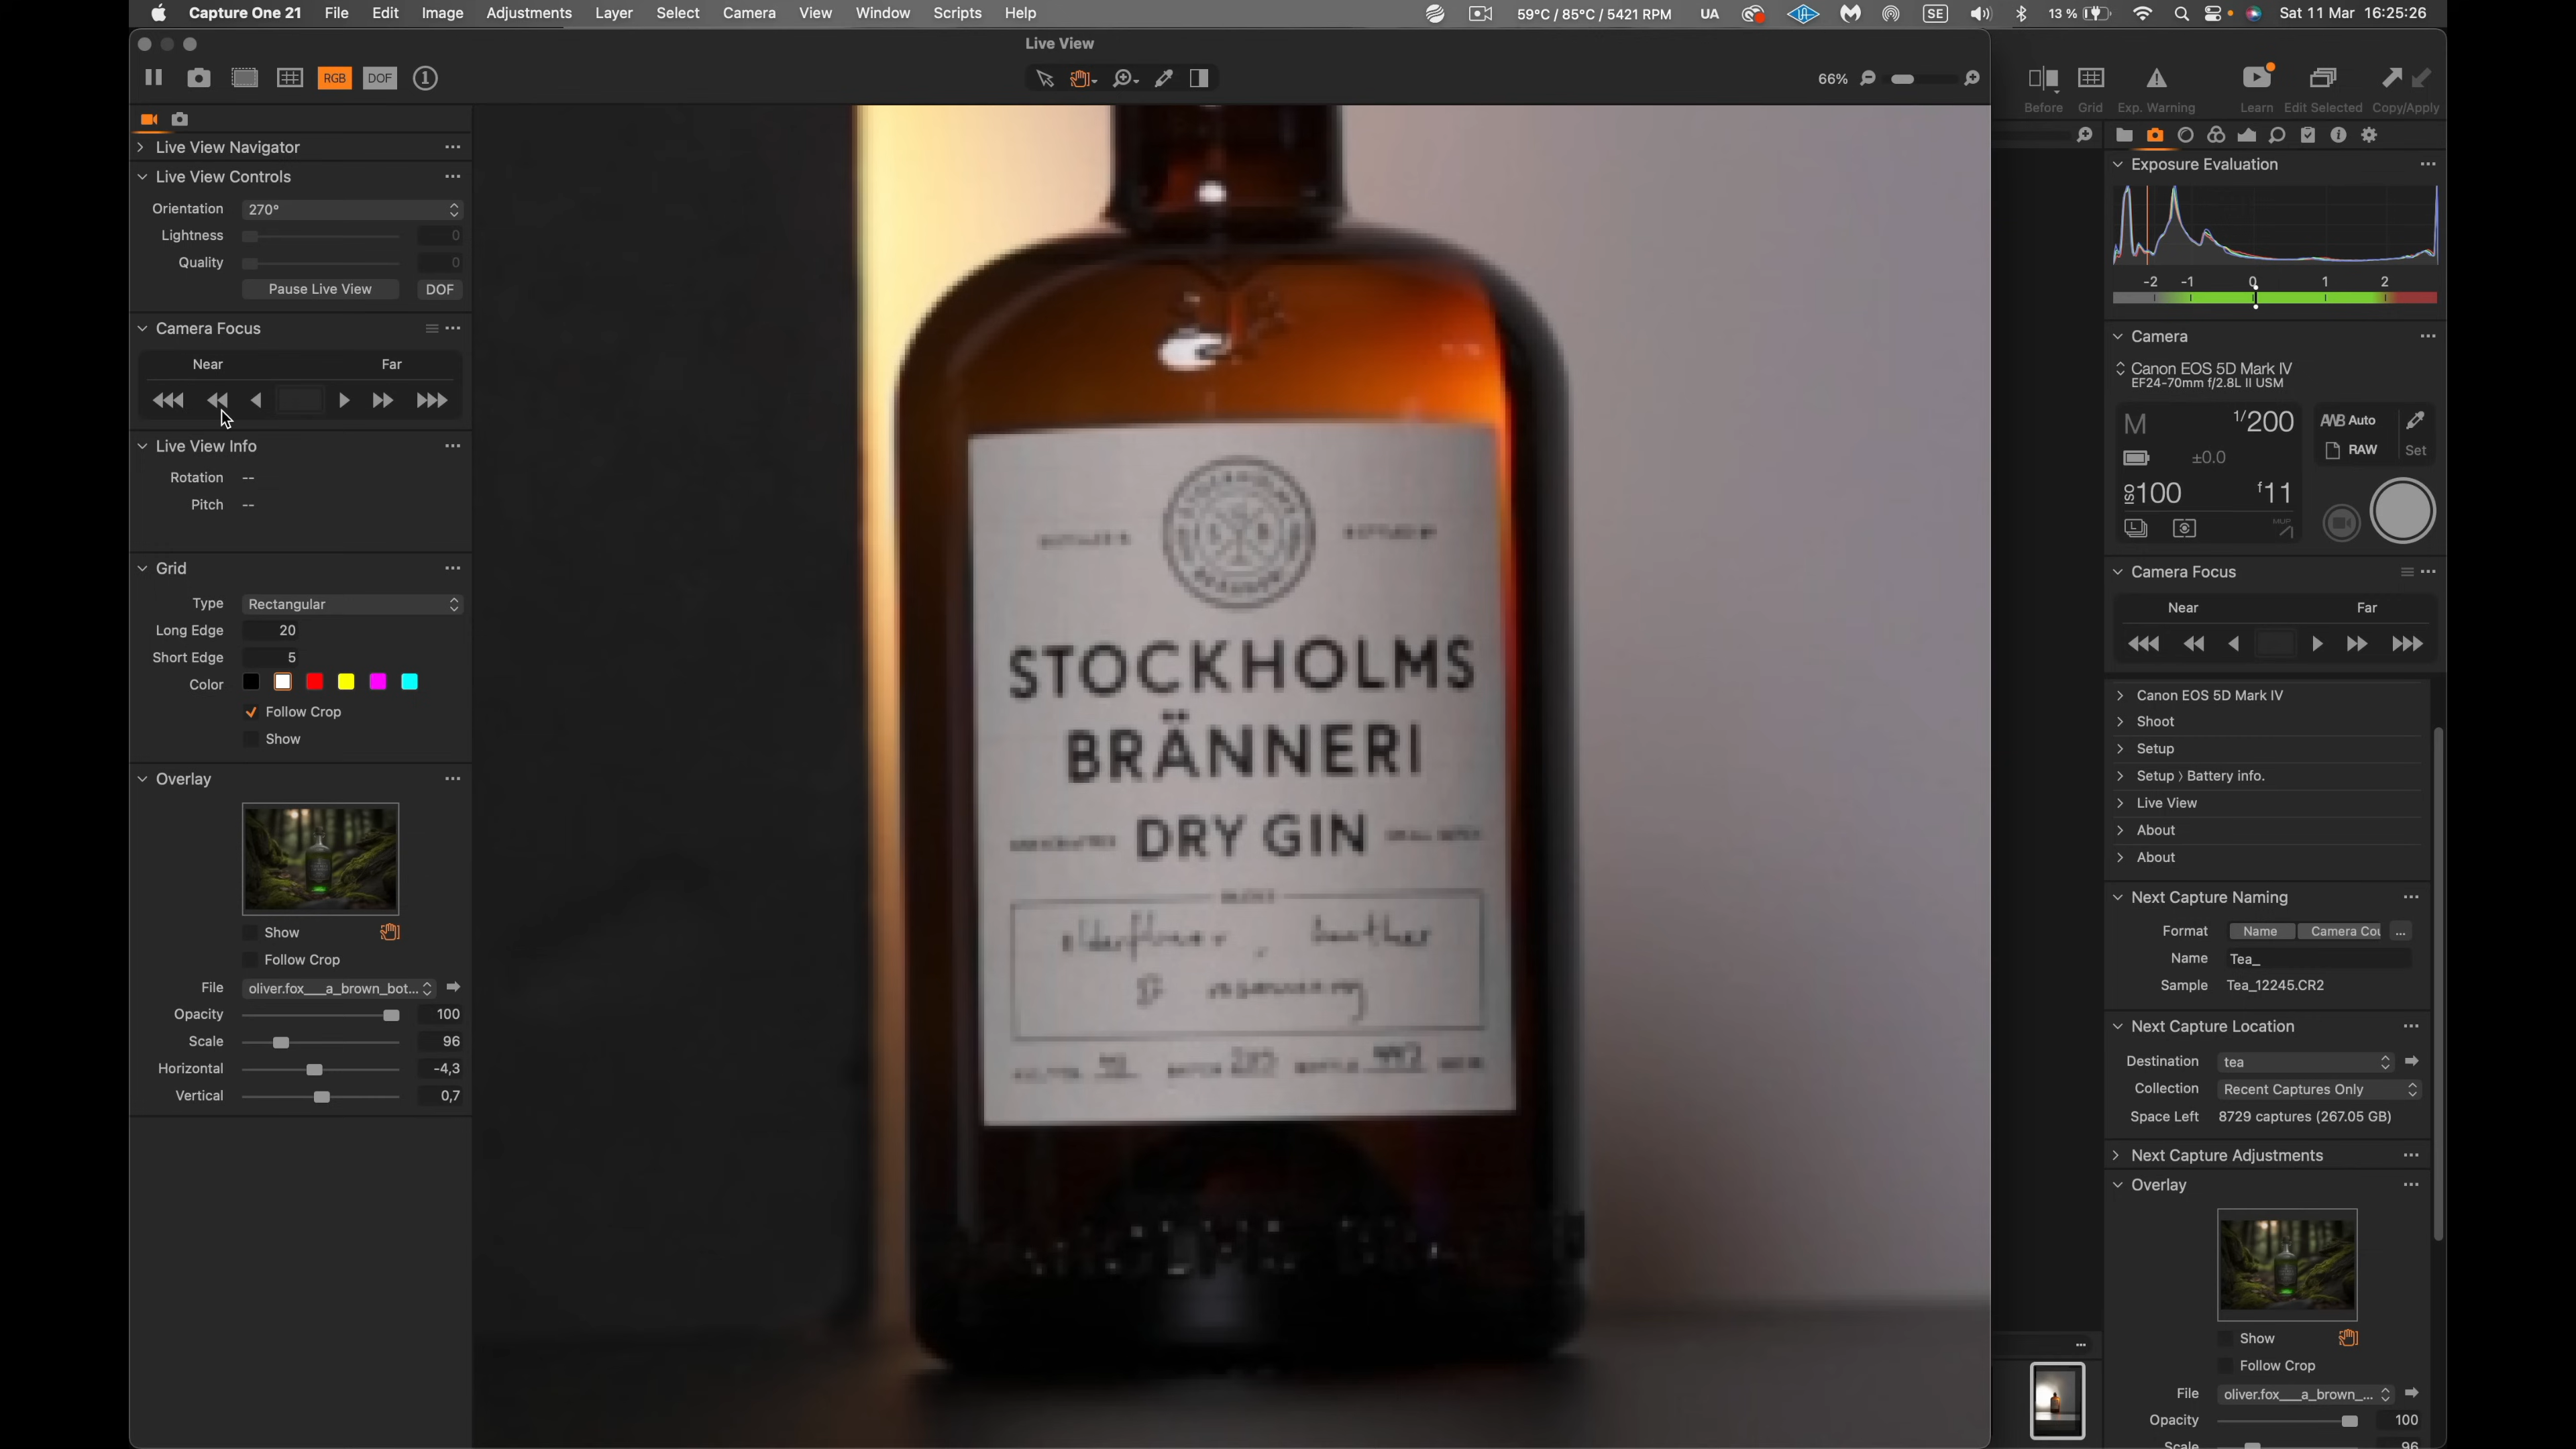 Capture One 21 File Edit Image Adjustments Layer Select Camera View Window Scripts Help
59°C / 85°C / 5421 RPM UA SE 13 % Sat 11 Mar 16:25:26
Live View
RGB DOF 1
66%
Before Grid Exp. Warning Learn Edit Selected Copy/Apply
Live View Navigator
Live View Controls
Orientation 270°
Lightness 0
Quality 0
Pause Live View DOF
Camera Focus
Near Far
Live View Info
Rotation --
Pitch --
Grid
Type Rectangular
Long Edge 20
Short Edge 5
Color
Follow Crop
Show
Overlay
Show
Follow Crop
File oliver.fox___a_brown_bot...
Opacity 100
Scale 96
Horizontal -4,3
Vertical 0,7
STOCKHOLMS
BRÄNNERI
DRY GIN
elderflower, heather
& rosemary
Exposure Evaluation
-2 -1 0 1 2
Camera
Canon EOS 5D Mark IV
EF24-70mm f/2.8L II USM
M 1/200 AWB Auto
±0.0 RAW Set
ISO 100 f11
MUP
Camera Focus
Near Far
Canon EOS 5D Mark IV
Shoot
Setup
Setup 〉 Battery info.
Live View
About
About
Next Capture Naming
Format Name Camera Cou ...
Name Tea_
Sample Tea_12245.CR2
Next Capture Location
Destination tea
Collection Recent Captures Only
Space Left 8729 captures (267.05 GB)
Next Capture Adjustments
Overlay
Show
Follow Crop
File oliver.fox___a_brown_...
Opacity 100
Scale 96